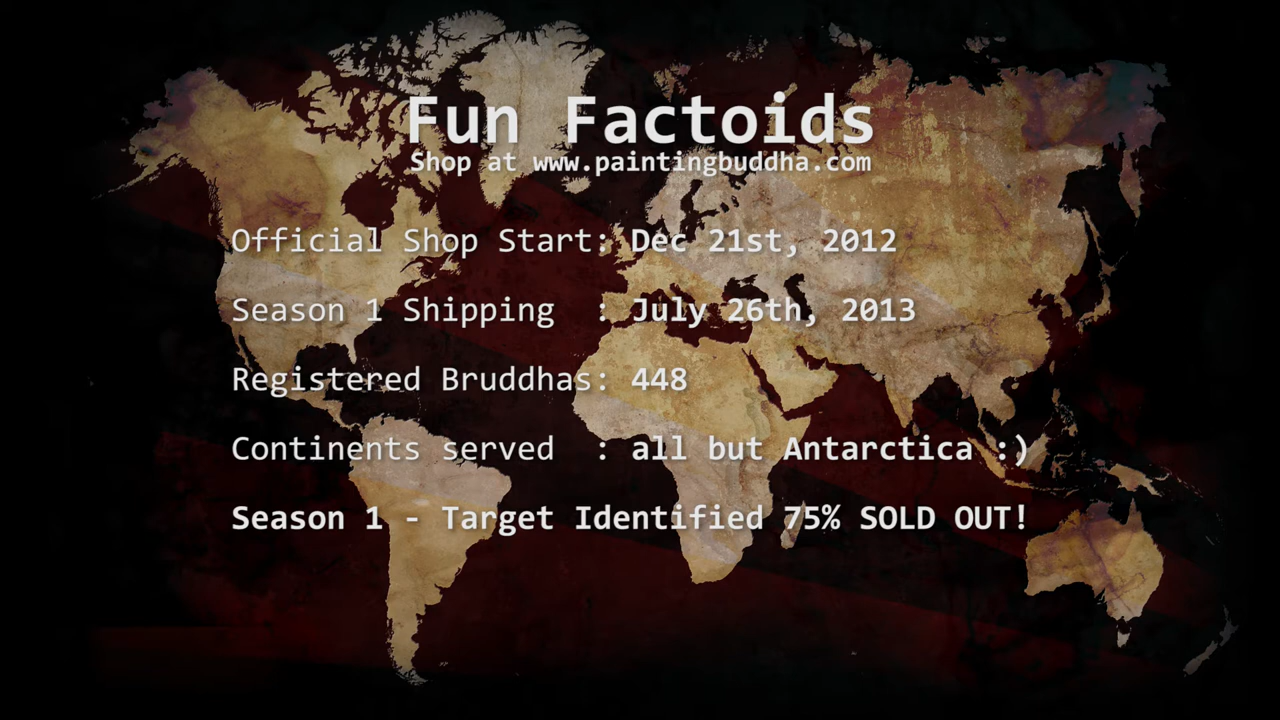 Fun Factoids
Shop at www.paintingbuddha.com
Official Shop Start: Dec 21st, 2012
Season 1 Shipping  : July 26th, 2013
Registered Bruddhas: 448
Continents served  : all but Antarctica :)
Season 1 - Target Identified 75% SOLD OUT!